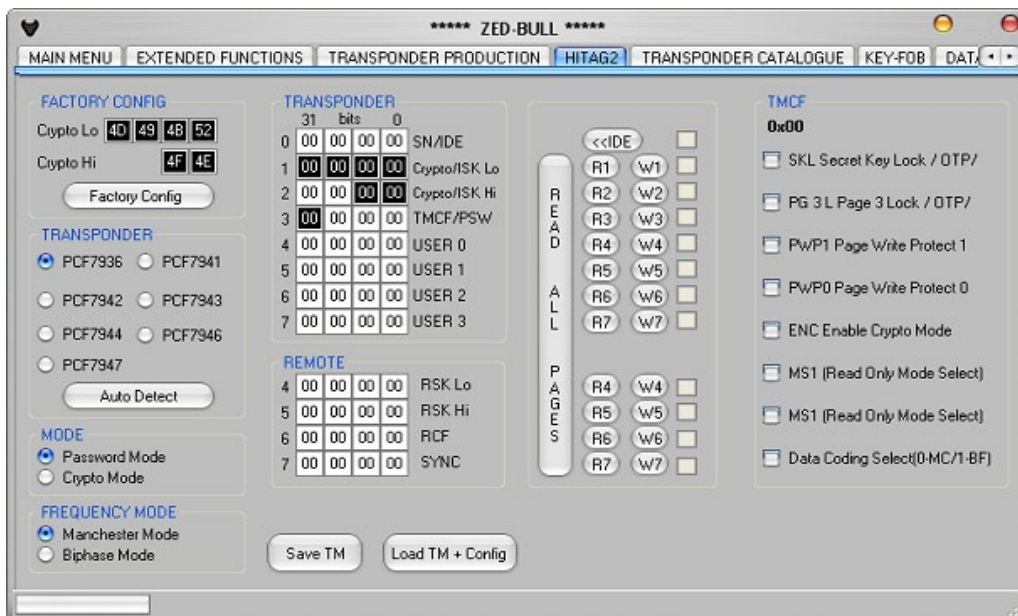 ***** ZED-BULL *****
MAIN MENU EXTENDED FUNCTIONS TRANSPONDER PRODUCTION HITAG2 TRANSPONDER CATALOGUE KEY-FOB DATA
FACTORY CONFIG
Crypto Lo 4D 49 4B 52
Crypto Hi 4F 4E
Factory Config
TRANSPONDER
PCF7936 PCF7941
PCF7942 PCF7943
PCF7944 PCF7946
PCF7947
Auto Detect
MODE
Password Mode
Crypto Mode
FREQUENCY MODE
Manchester Mode
Biphase Mode
TRANSPONDER
31 bits 0
0 00 00 00 00 SN/IDE
1 00 00 00 00 Crypto/ISK Lo
2 00 00 00 00 Crypto/ISK Hi
3 00 00 00 00 TMCF/PSW
4 00 00 00 00 USER 0
5 00 00 00 00 USER 1
6 00 00 00 00 USER 2
7 00 00 00 00 USER 3
REMOTE
4 00 00 00 00 RSK Lo
5 00 00 00 00 RSK Hi
6 00 00 00 00 RCF
7 00 00 00 00 SYNC
Save TM Load TM + Config
READ ALL PAGES
<<IDE
R1 W1
R2 W2
R3 W3
R4 W4
R5 W5
R6 W6
R7 W7
R4 W4
R5 W5
R6 W6
R7 W7
TMCF
0x00
SKL Secret Key Lock / OTP/
PG 3 L Page 3 Lock / OTP/
PWP1 Page Write Protect 1
PWP0 Page Write Protect 0
ENC Enable Crypto Mode
MS1 (Read Only Mode Select)
MS1 (Read Only Mode Select)
Data Coding Select(0-MC/1-BF)